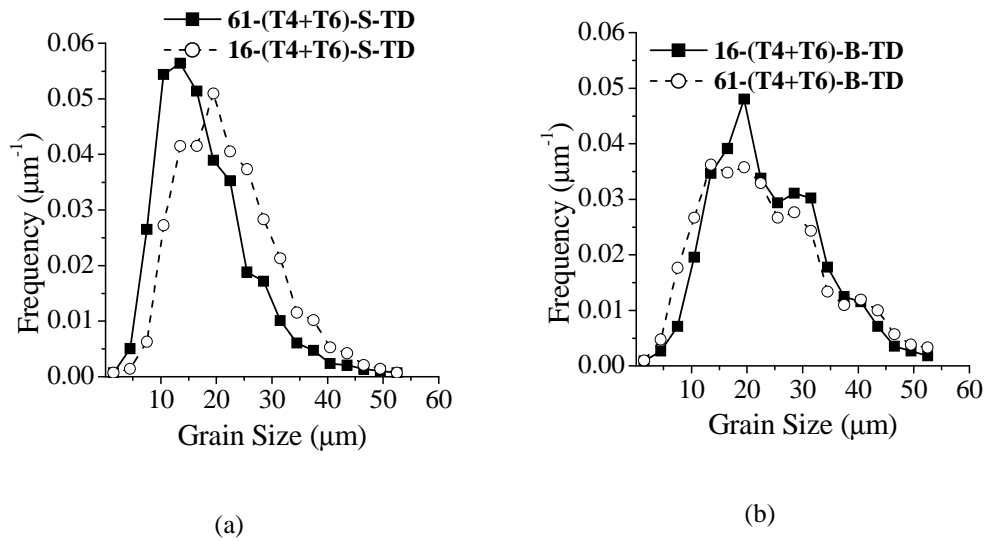 61-(T4+T6)-S-TD
16-(T4+T6)-S-TD
0.06
0.05
0.04
0.03
0.02
0.01
0.00
Frequency (μm⁻¹)
10 20 30 40 50 60
Grain Size (μm)
(a)
16-(T4+T6)-B-TD
61-(T4+T6)-B-TD
0.06
0.05
0.04
0.03
0.02
0.01
0.00
Frequency (μm⁻¹)
10 20 30 40 50 60
Grain Size (μm)
(b)